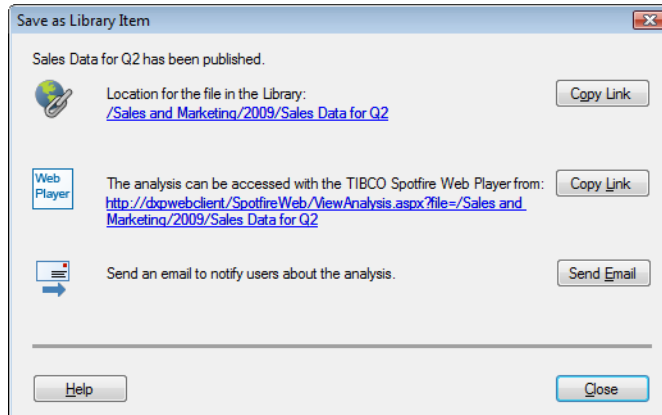 Save as Library Item
Sales Data for Q2 has been published.
Location for the file in the Library:
Copy Link
/Sales and Marketing/2009/Sales Data for Q2
Web
Player
The analysis can be accessed with the TIBCO Spotfire Web Player from:
Copy Link
http://dxpwebclient/SpotfireWeb/ViewAnalysis.aspx?file=/Sales and
Marketing/2009/Sales Data for Q2
Send an email to notify users about the analysis.
Send Email
Help
Close